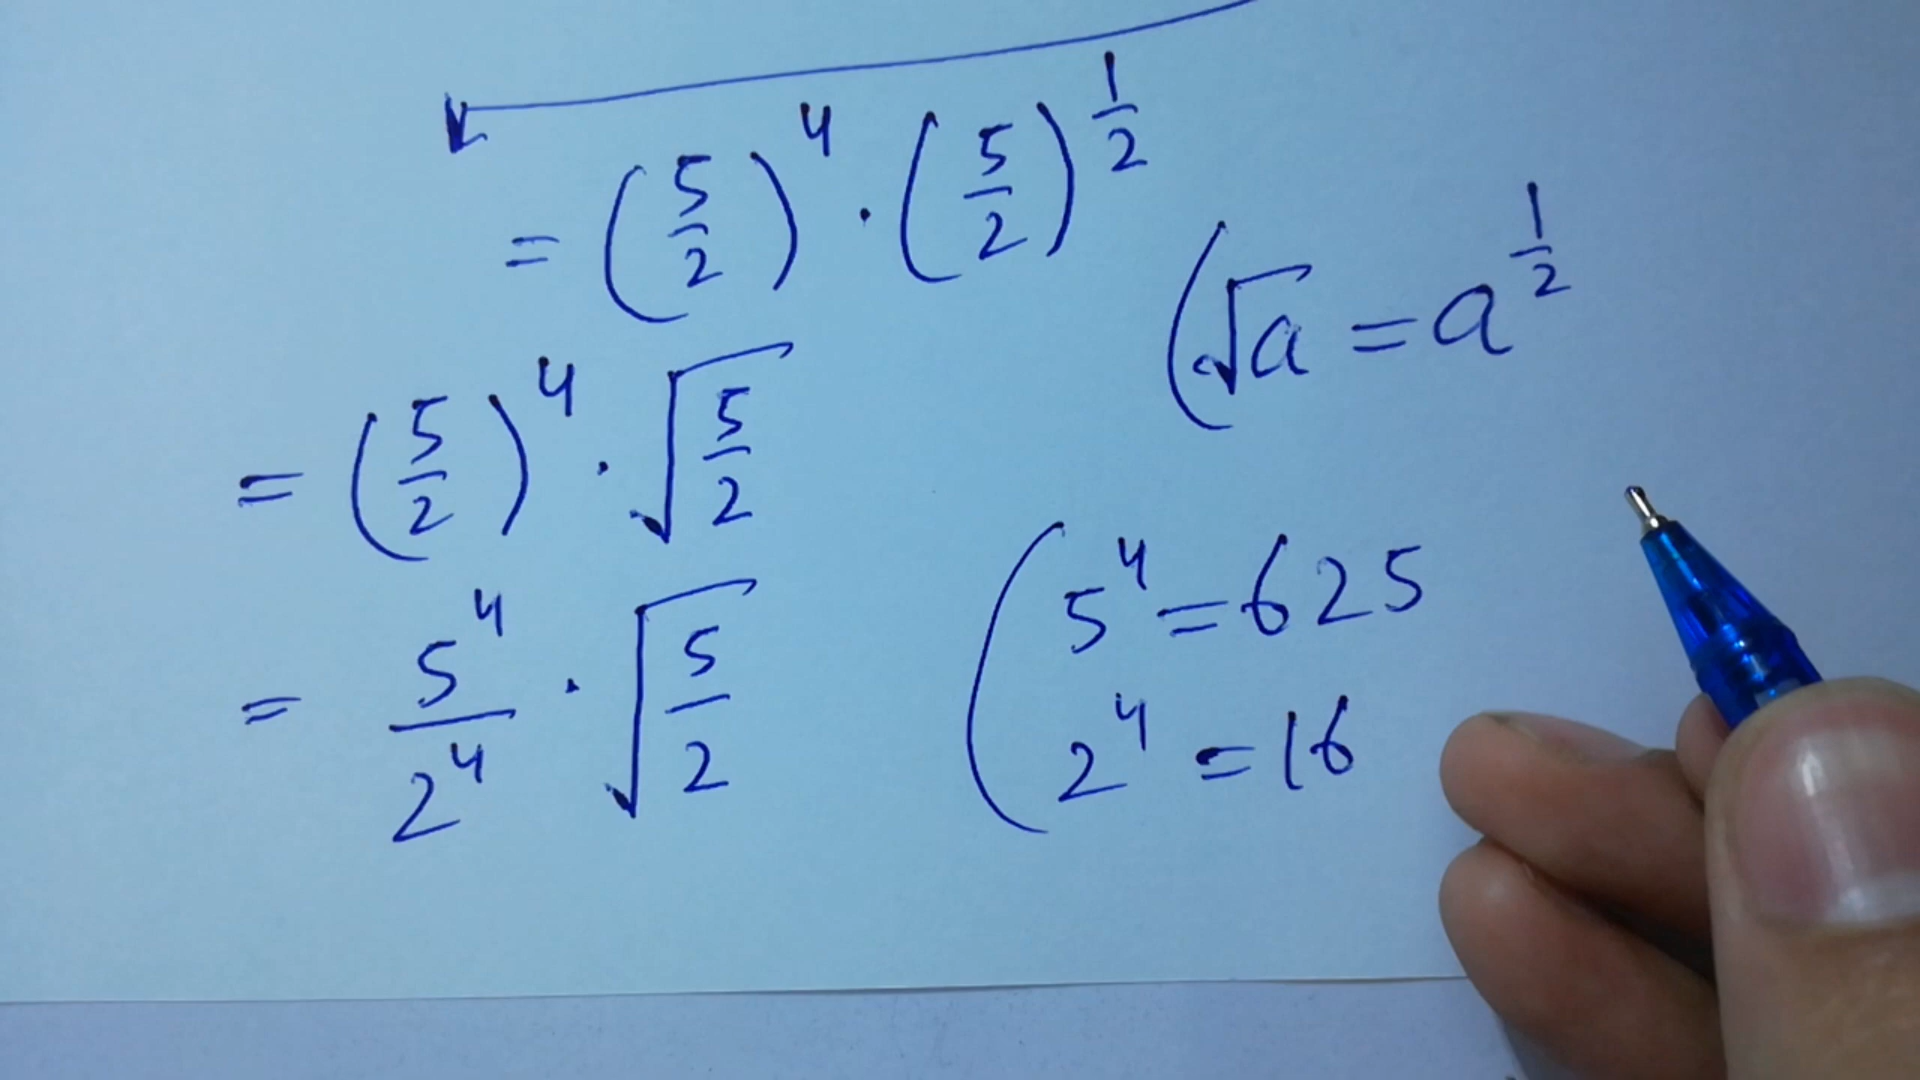 = (5/2)^4 · (5/2)^(1/2)
(√a = a^(1/2)
= (5/2)^4 · √(5/2)
= 5^4/2^4 · √(5/2)
(5^4 = 625
2^4 = 16